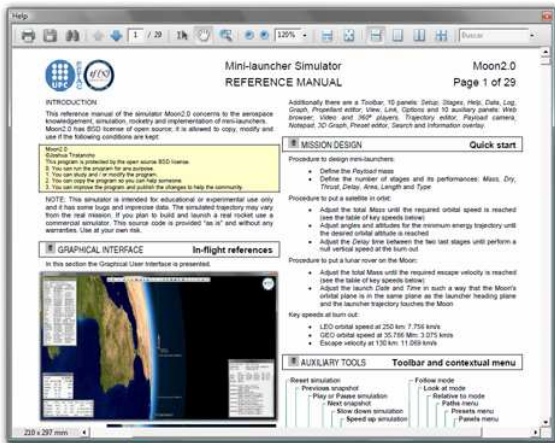 Help
1 / 29
120%
Buscar
UPC
Mini-launcher Simulator
REFERENCE MANUAL
Moon2.0
Page 1 of 29
INTRODUCTION
This reference manual of the simulator Moon2.0 concerns to the aerospace
knowledgement, simulation, rocketry and implementation of mini-launchers.
Moon2.0 has BSD license of open source, it is allowed to copy, modify and
use if the following conditions are kept:
Moon2.0
©Joshua Tristancho
This program is protected by the open source BSD license.
0. You can run the program for any purpose.
1. You can study and / or modify the program.
2. You can copy the program so you can help someone.
3. You can improve the program and publish the changes to help the community.
NOTE: This simulator is intended for educational or experimental use only
and it has some bugs and imprecise data. The simulated trajectory may vary
from the real mission. If you plan to build and launch a real rocket use a
commercial simulator. This source code is provided "as is" and without any
warranties. Use at your own risk.
GRAPHICAL INTERFACE In-flight references
In this section the Graphical User Interface is presented.
Additionally there are a Toolbar, 10 panels: Setup, Stages, Help, Data, Log,
Graph, Propellant editor, View, Link, Options and 10 auxiliary panels: Web
browser, Video and 360º players, Trajectory editor, Payload camera,
Notepad, 3D Graph, Preset editor, Search and Information overlay.
MISSION DESIGN Quick start
Procedure to design mini-launchers:
• Define the Payload mass
• Define the number of stages and its performances: Mass, Dry,
Thrust, Delay, Area, Length and Type
Procedure to put a satellite in orbit:
• Adjust the total Mass until the required orbital speed is reached
(see the table of key speeds below)
• Adjust angles and altitudes for the minimum energy trajectory until
the desired orbital altitude is reached
• Adjust the Delay time between the two last stages until perform a
null vertical speed at the burn out
Procedure to put a lunar rover on the Moon:
• Adjust the total Mass until the required escape velocity is reached
(see the table of key speeds below)
• Adjust the launch Date and Time in such a way that the Moon's
orbital plane is in the same plane as the launcher heading plane
and the launcher trajectory touches the Moon
Key speeds at burn out:
• LEO orbital speed at 250 km: 7.756 km/s
• GEO orbital speed at 35.786 Mm: 3.075 km/s
• Escape velocity at 130 km: 11.069 km/s
AUXILIARY TOOLS Toolbar and contextual menu
Reset simulation
Previous snapshot
Play or Pause simulation
Next snapshot
Slow down simulation
Speed up simulation
Follow mode
Look at mode
Relative to mode
Paths menu
Presets menu
Panels menu
210 x 297 mm